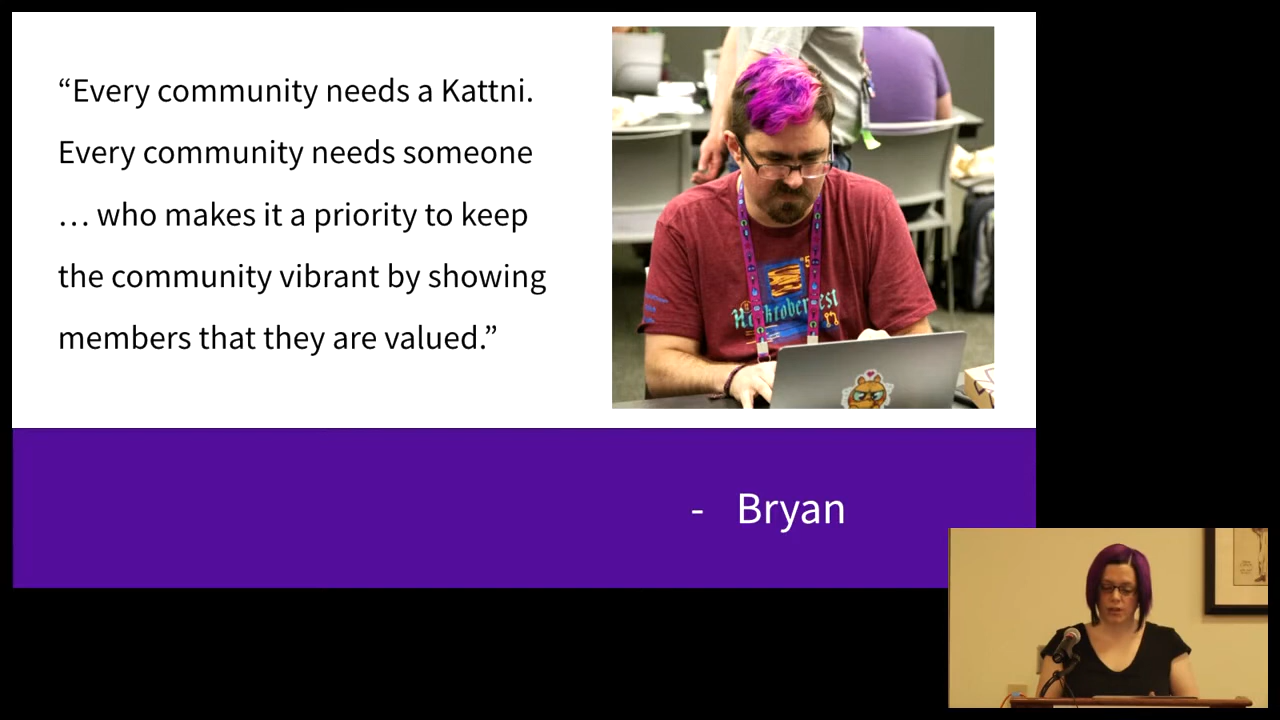 “Every community needs a Kattni.
Every community needs someone
… who makes it a priority to keep
the community vibrant by showing
members that they are valued.”
- Bryan